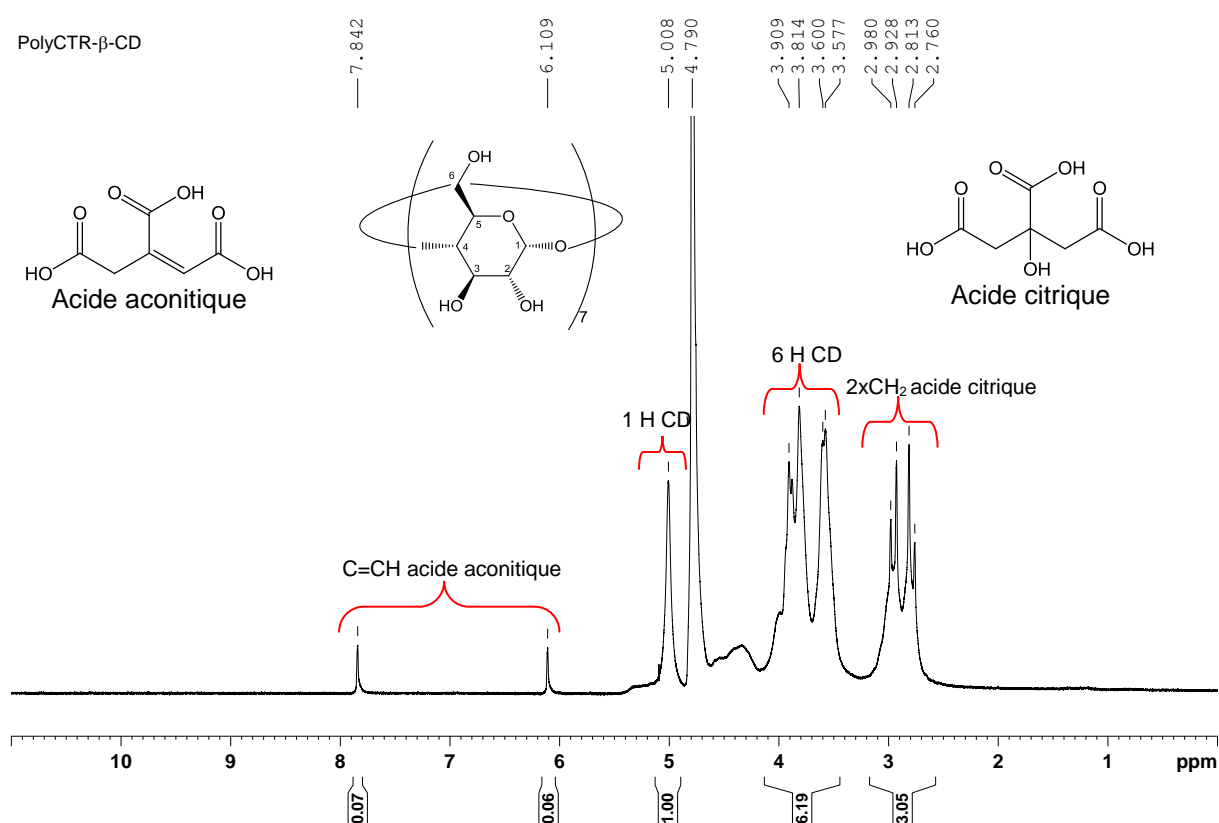 PolyCTR-β-CD
7.842
6.109
5.008
4.790
3.909
3.814
3.600
3.577
2.980
2.928
2.813
2.760
O
OH
O
O
HO
OH
Acide aconitique
OH
6
5
O
4
1
O
3
2
HO
OH
7
O
OH
O
O
HO
OH
OH
Acide citrique
6 H CD
2xCH₂ acide citrique
1 H CD
C=CH acide aconitique
10 9 8 7 6 5 4 3 2 1 ppm
0.07
0.06
1.00
6.19
3.05